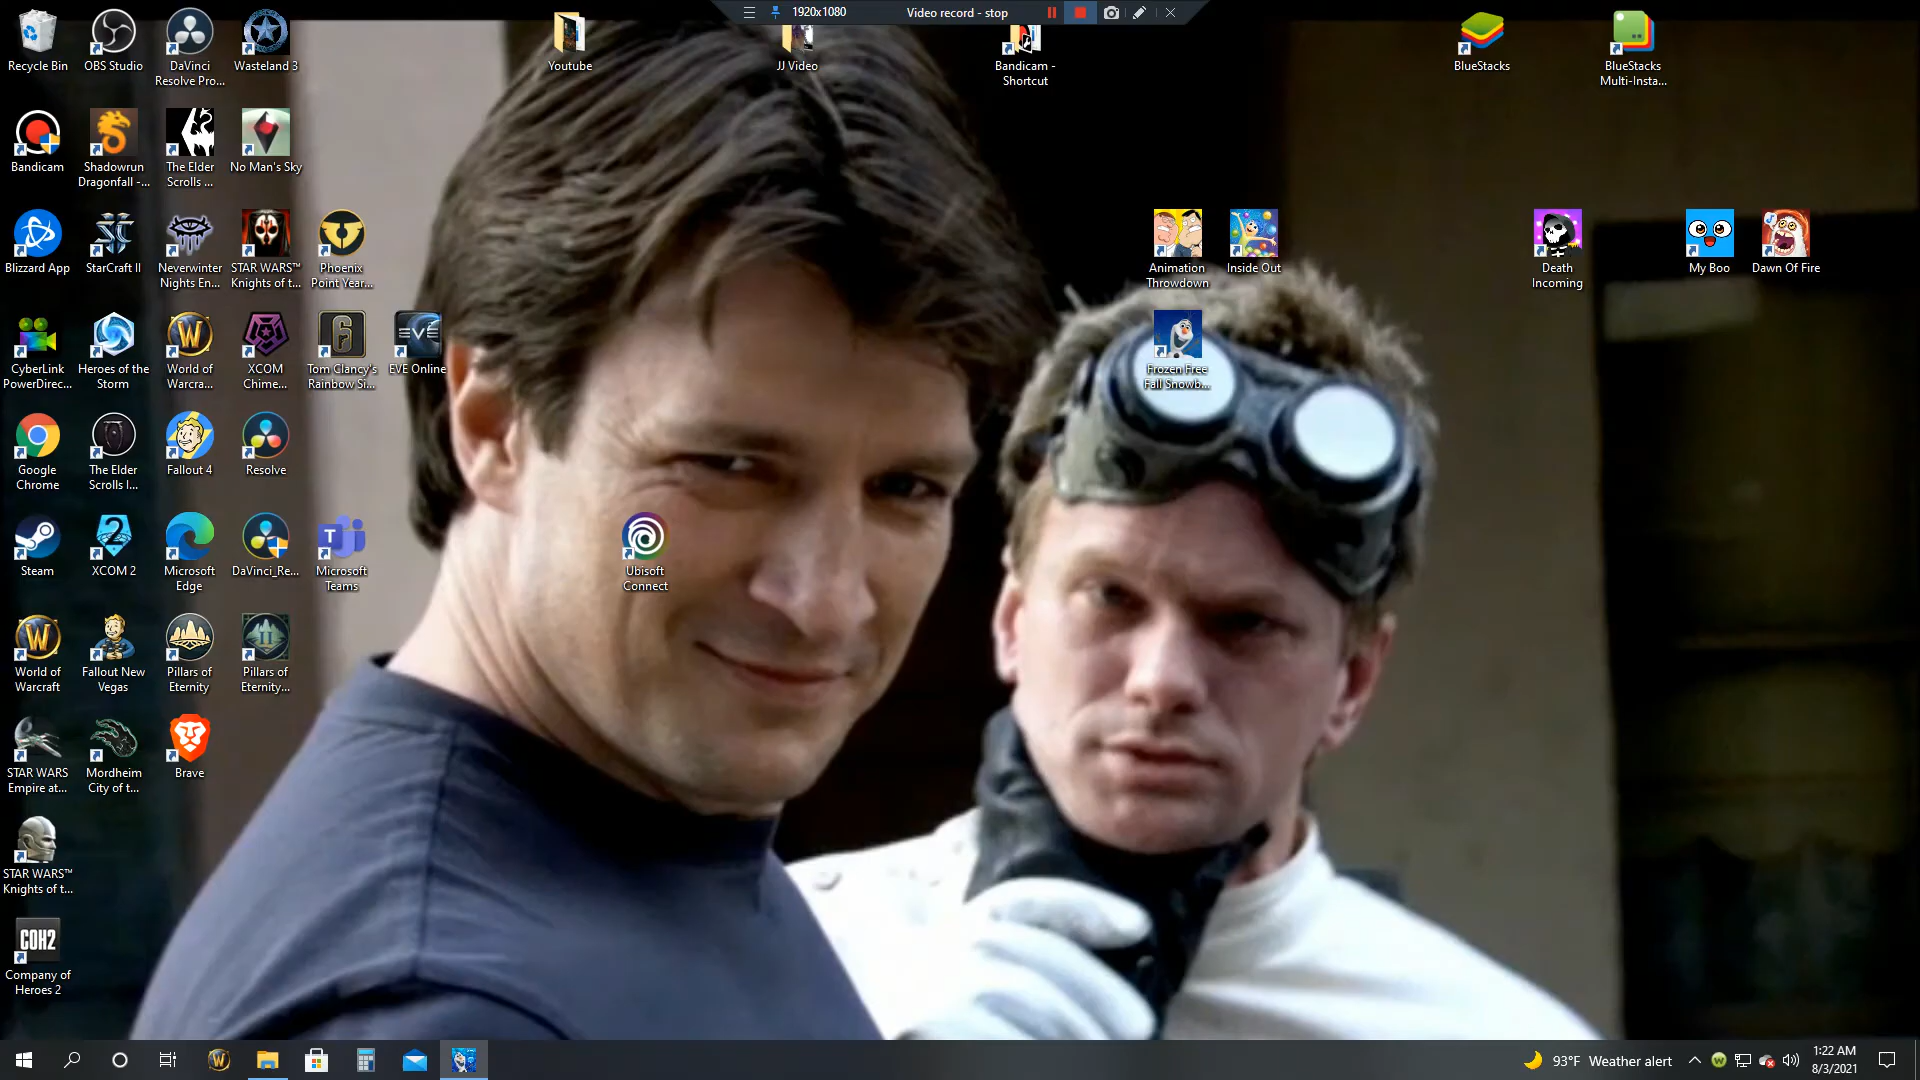 1920x1080
Video record - stop
Recycle Bin
OBS Studio
DaVinci
Resolve Pro...
Wasteland 3
Youtube
JJ Video
Bandicam -
Shortcut
BlueStacks
BlueStacks
Multi-Insta...
Bandicam
Shadowrun
Dragonfall -...
The Elder
Scrolls ...
No Man's Sky
Blizzard App
StarCraft II
Neverwinter
Nights En...
STAR WARS™
Knights of t...
Phoenix
Point Year...
Animation
Throwdown
Inside Out
Death
Incoming
My Boo
Dawn Of Fire
CyberLink
PowerDirec...
Heroes of the
Storm
World of
Warcra...
XCOM
Chime...
Tom Clancy's
Rainbow Si...
EVE
EVE Online
Frozen Free
Fall Snowb...
Google
Chrome
The Elder
Scrolls I...
Fallout 4
Resolve
Steam
XCOM 2
Microsoft
Edge
DaVinci_Re...
Microsoft
Teams
Ubisoft
Connect
World of
Warcraft
Fallout New
Vegas
Pillars of
Eternity
Pillars of
Eternity...
STAR WARS
Empire at...
Mordheim
City of t...
Brave
STAR WARS™
Knights of t...
COH2
Company of
Heroes 2
93°F Weather alert
1:22 AM
8/3/2021